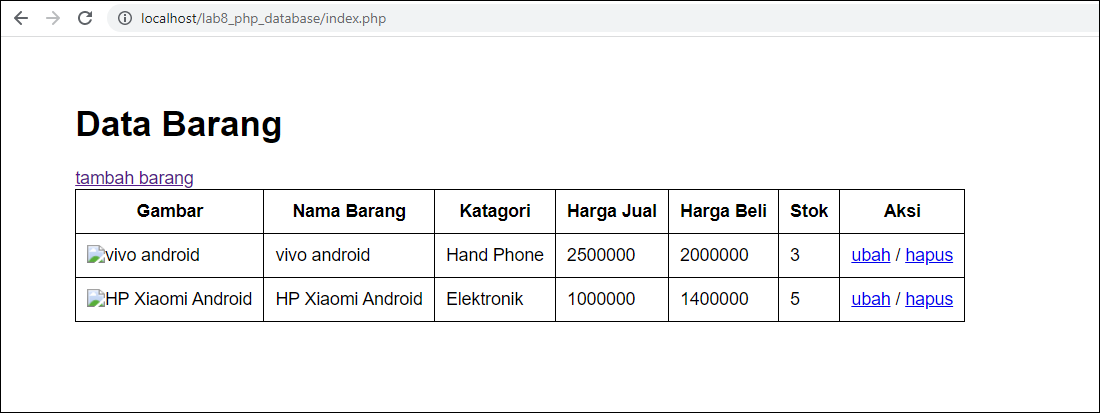 localhost/lab8_php_database/index.php
Data Barang
tambah barang
Gambar Nama Barang Katagori Harga Jual Harga Beli Stok Aksi
vivo android vivo android Hand Phone 2500000 2000000 3 ubah / hapus
HP Xiaomi Android HP Xiaomi Android Elektronik 1000000 1400000 5 ubah / hapus